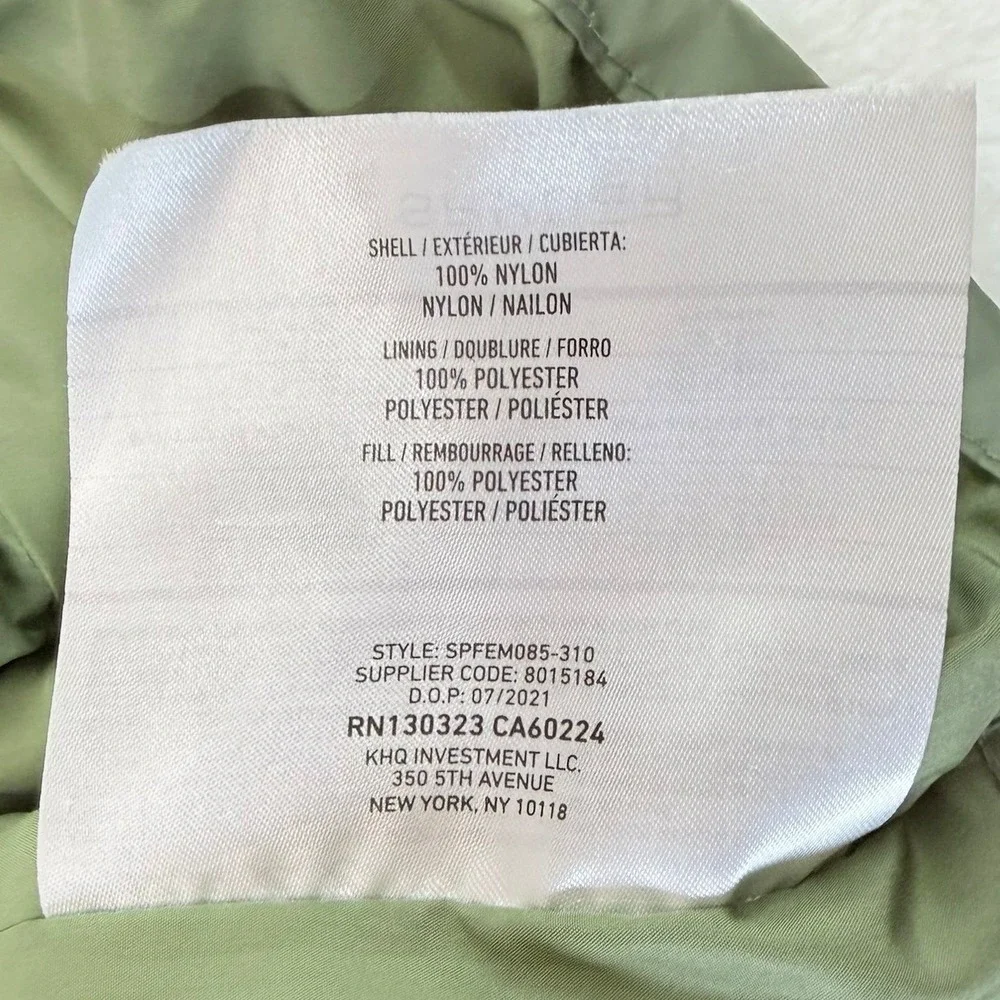 SHELL / EXTÉRIEUR / CUBIERTA:
100% NYLON
NYLON / NAILON
LINING / DOUBLURE / FORRO
100% POLYESTER
POLYESTER / POLIÉSTER
FILL / REMBOURRAGE / RELLENO:
100% POLYESTER
POLYESTER / POLIÉSTER
STYLE: SPFEM085-310
SUPPLIER CODE: 8015184
D.O.P: 07/2021
RN130323 CA60224
KHQ INVESTMENT LLC.
350 5TH AVENUE
NEW YORK, NY 10118